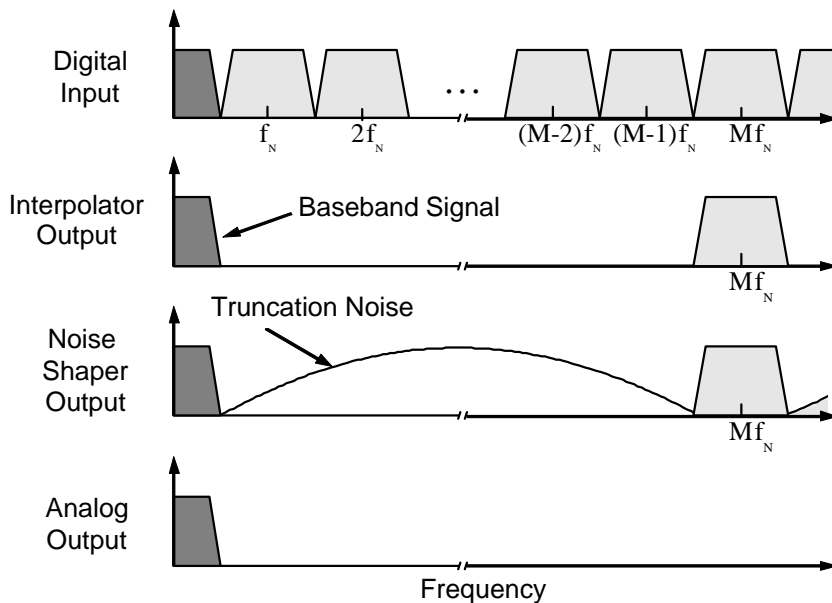 Digital
Input
...
f_N 2f_N (M-2)f_N (M-1)f_N Mf_N
Interpolator
Output
Baseband Signal
Mf_N
Truncation Noise
Noise
Shaper
Output
Mf_N
Analog
Output
Frequency